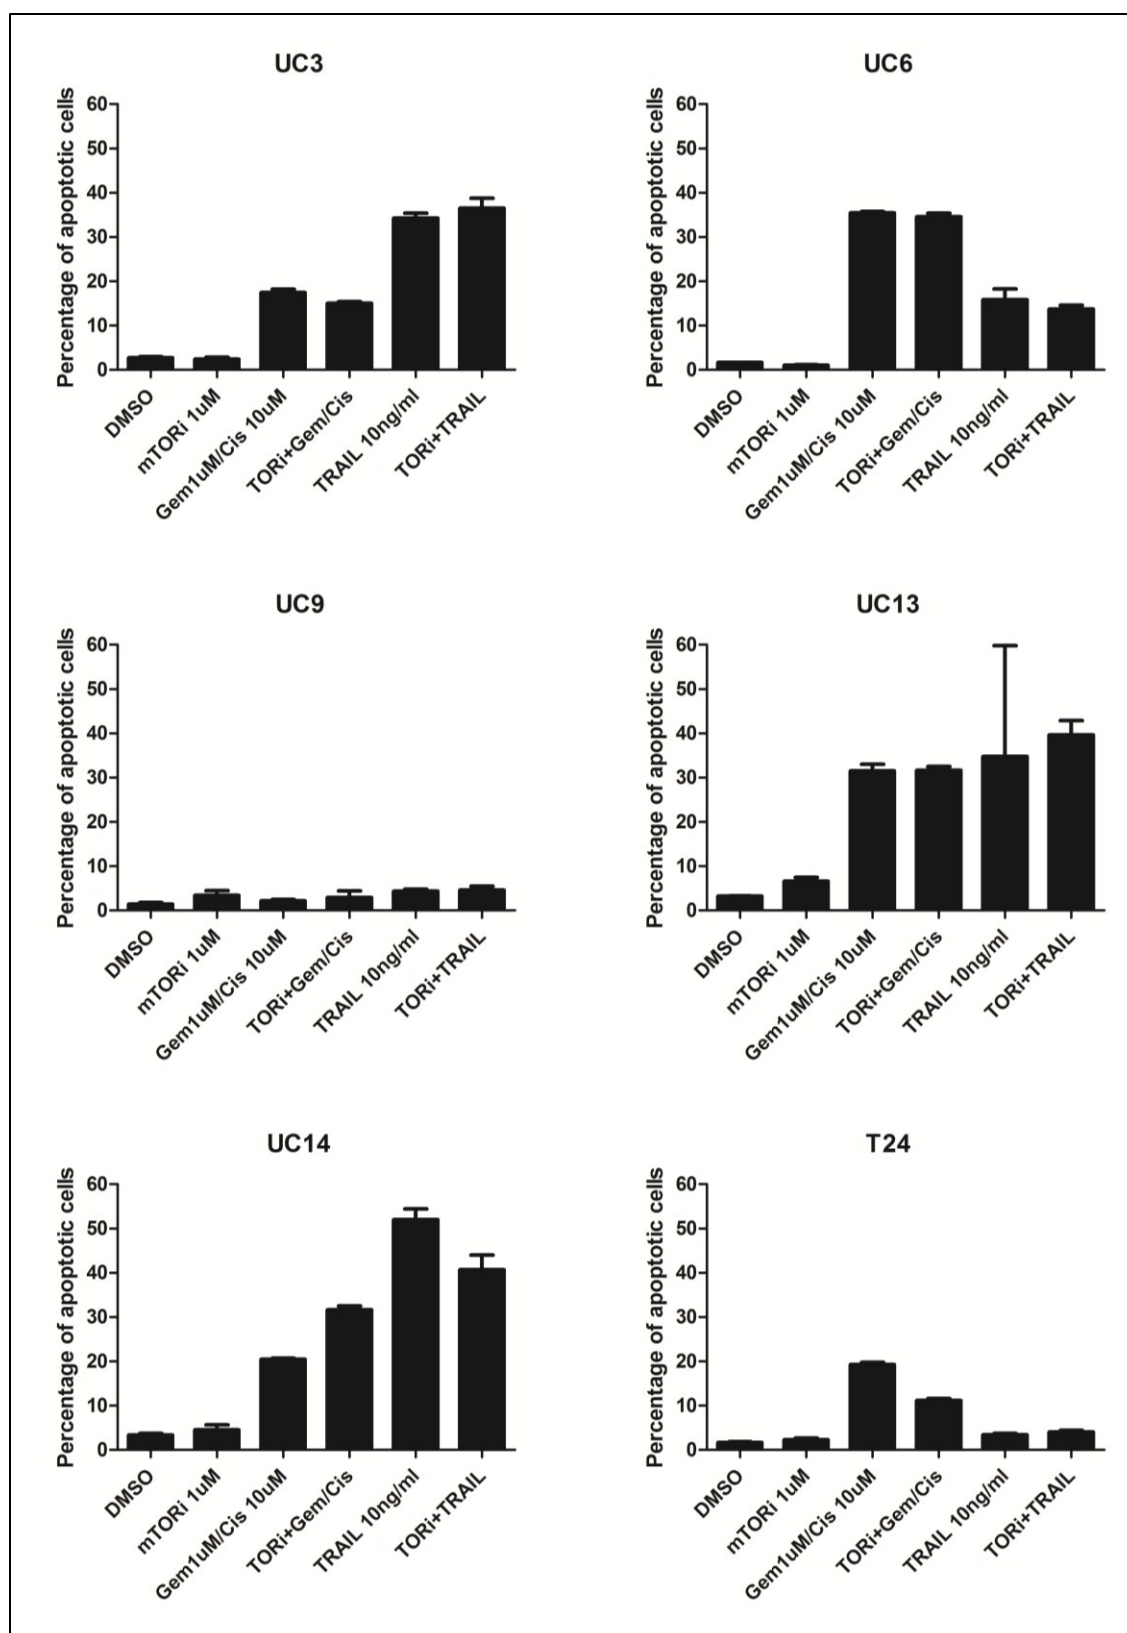 UC3
Percentage of apoptotic cells
60
50
40
30
20
10
0
DMSO
mTORi 1uM
Gem1uM/Cis 10uM
TORi+Gem/Cis
TRAIL 10ng/ml
TORi+TRAIL
UC6
Percentage of apoptotic cells
60
50
40
30
20
10
0
DMSO
mTORi 1uM
Gem1uM/Cis 10uM
TORi+Gem/Cis
TRAIL 10ng/ml
TORi+TRAIL
UC9
Percentage of apoptotic cells
60
50
40
30
20
10
0
DMSO
mTORi 1uM
Gem1uM/Cis 10uM
TORi+Gem/Cis
TRAIL 10ng/ml
TORi+TRAIL
UC13
Percentage of apoptotic cells
60
50
40
30
20
10
0
DMSO
mTORi 1uM
Gem1uM/Cis 10uM
TORi+Gem/Cis
TRAIL 10ng/ml
TORi+TRAIL
UC14
Percentage of apoptotic cells
60
50
40
30
20
10
0
DMSO
mTORi 1uM
Gem1uM/Cis 10uM
TORi+Gem/Cis
TRAIL 10ng/ml
TORi+TRAIL
T24
Percentage of apoptotic cells
60
50
40
30
20
10
0
DMSO
mTORi 1uM
Gem1uM/Cis 10uM
TORi+Gem/Cis
TRAIL 10ng/ml
TORi+TRAIL